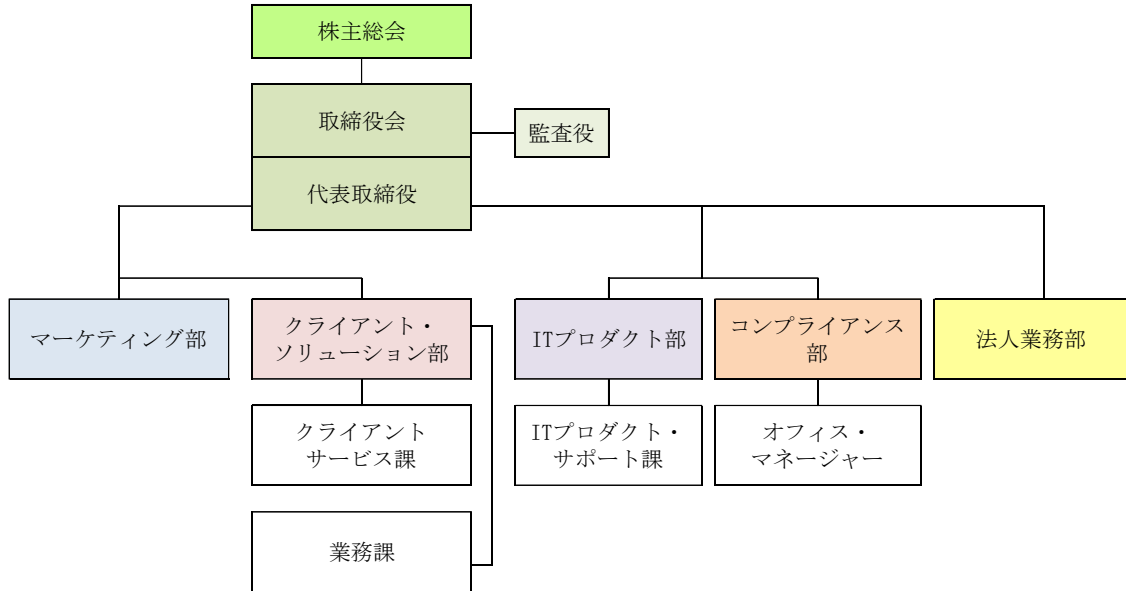 株主総会
取締役会
監査役
代表取締役
マーケティング部
クライアント・
ソリューション部
ITプロダクト部
コンプライアンス
部
法人業務部
クライアント
サービス課
ITプロダクト・
サポート課
オフィス・
マネージャー
業務課